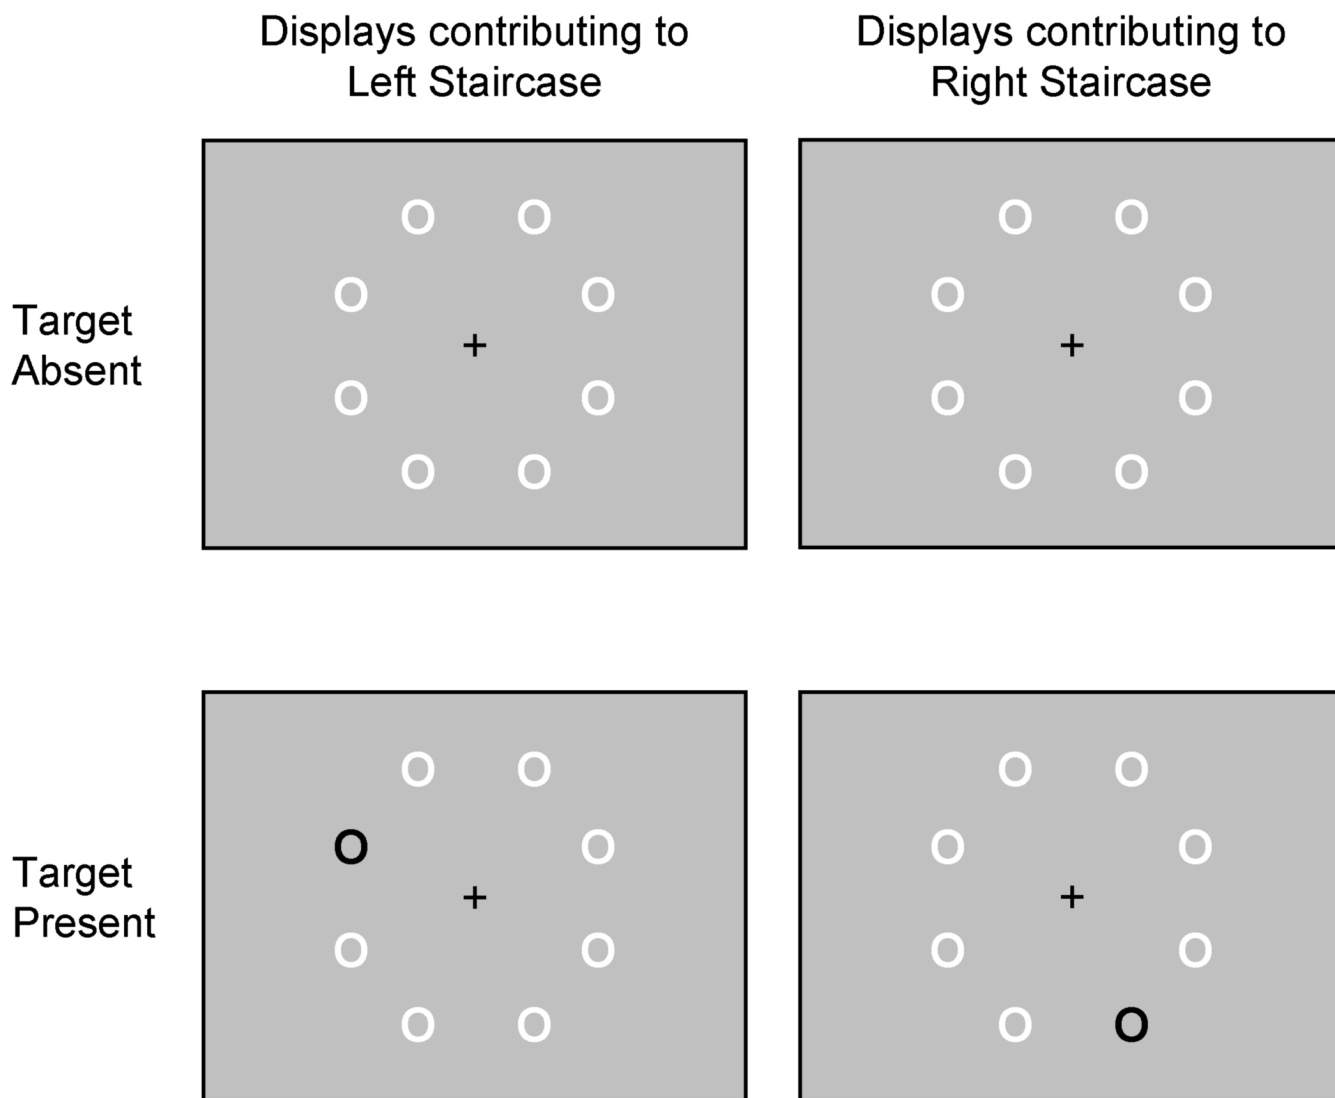 Displays contributing to
Left Staircase
Displays contributing to
Right Staircase
Target
Absent
O O
O O
+
O O
O O
O O
O O
+
O O
O O
Target
Present
O O
O O
+
O O
O O
O O
O O
+
O O
O O